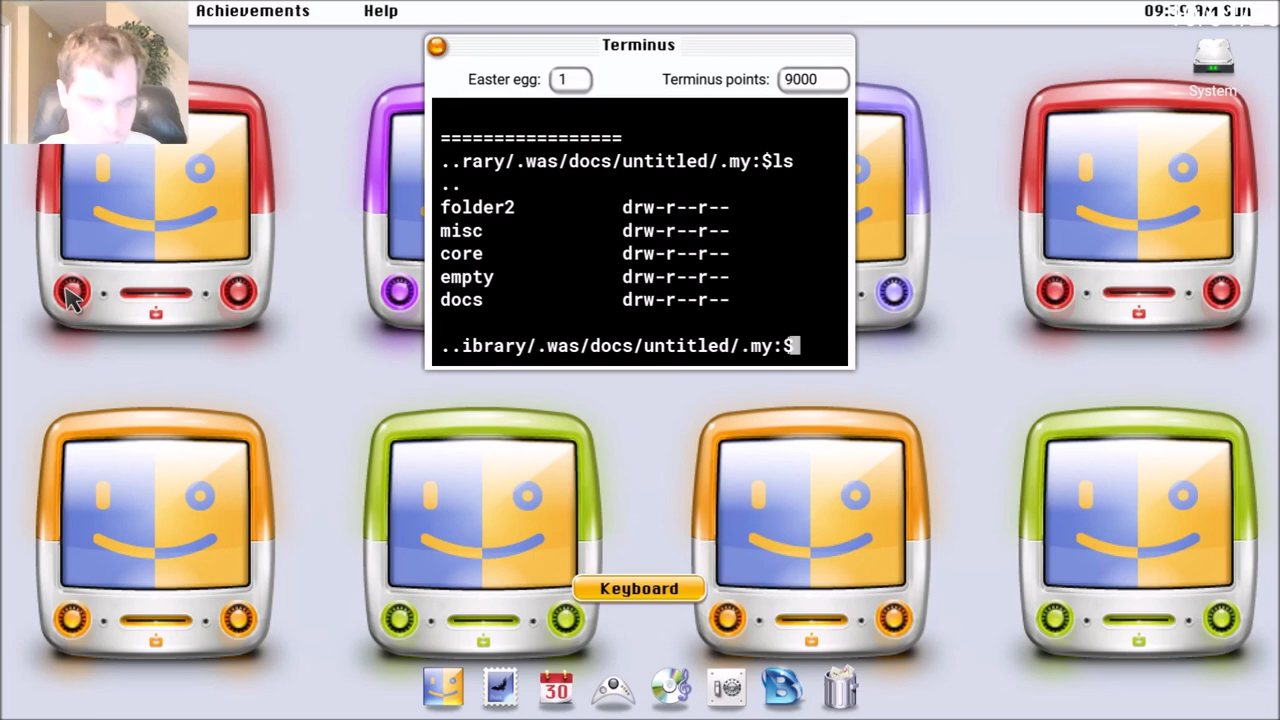 Achievements Help
Sun
Terminus
Easter egg: 1 Terminus points: 9000
System
=================
..rary/.was/docs/untitled/.my:$ls
..
folder2 drw-r--r--
misc drw-r--r--
core drw-r--r--
empty drw-r--r--
docs drw-r--r--
..ibrary/.was/docs/untitled/.my:$
Keyboard
30